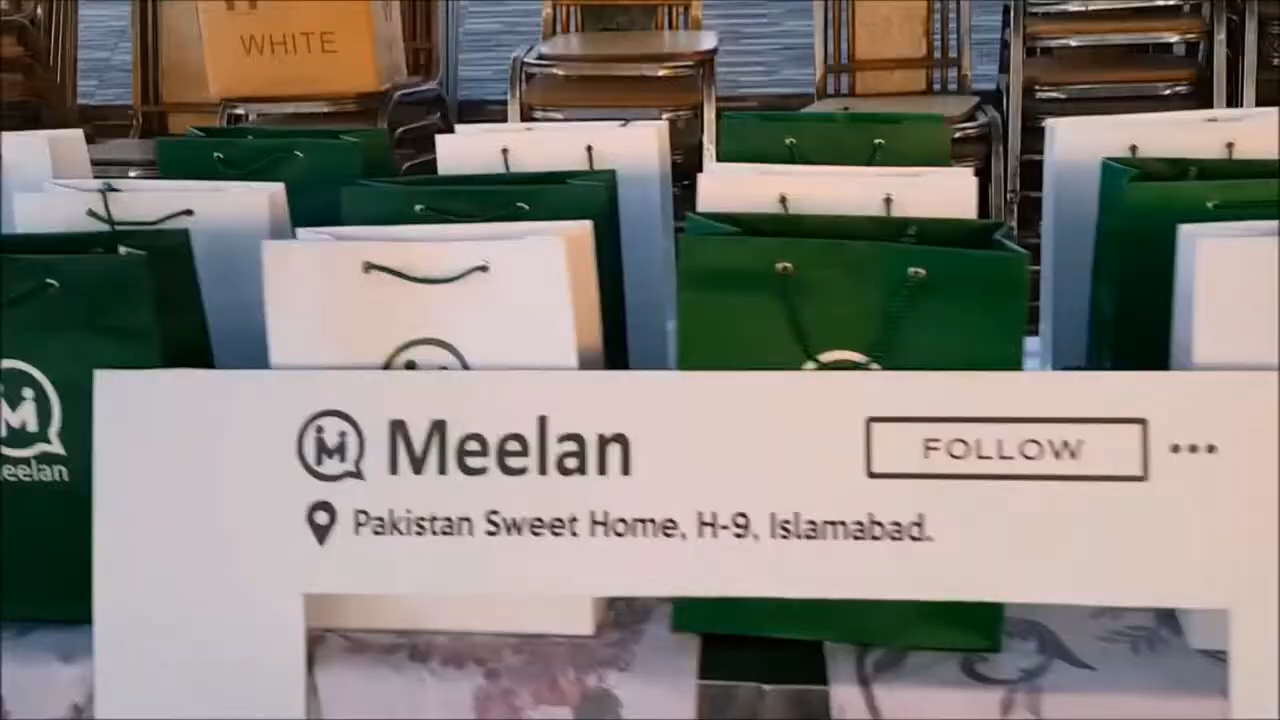 WHITE
Meelan
FOLLOW
Pakistan Sweet Home, H-9, Islamabad.
M
eelan